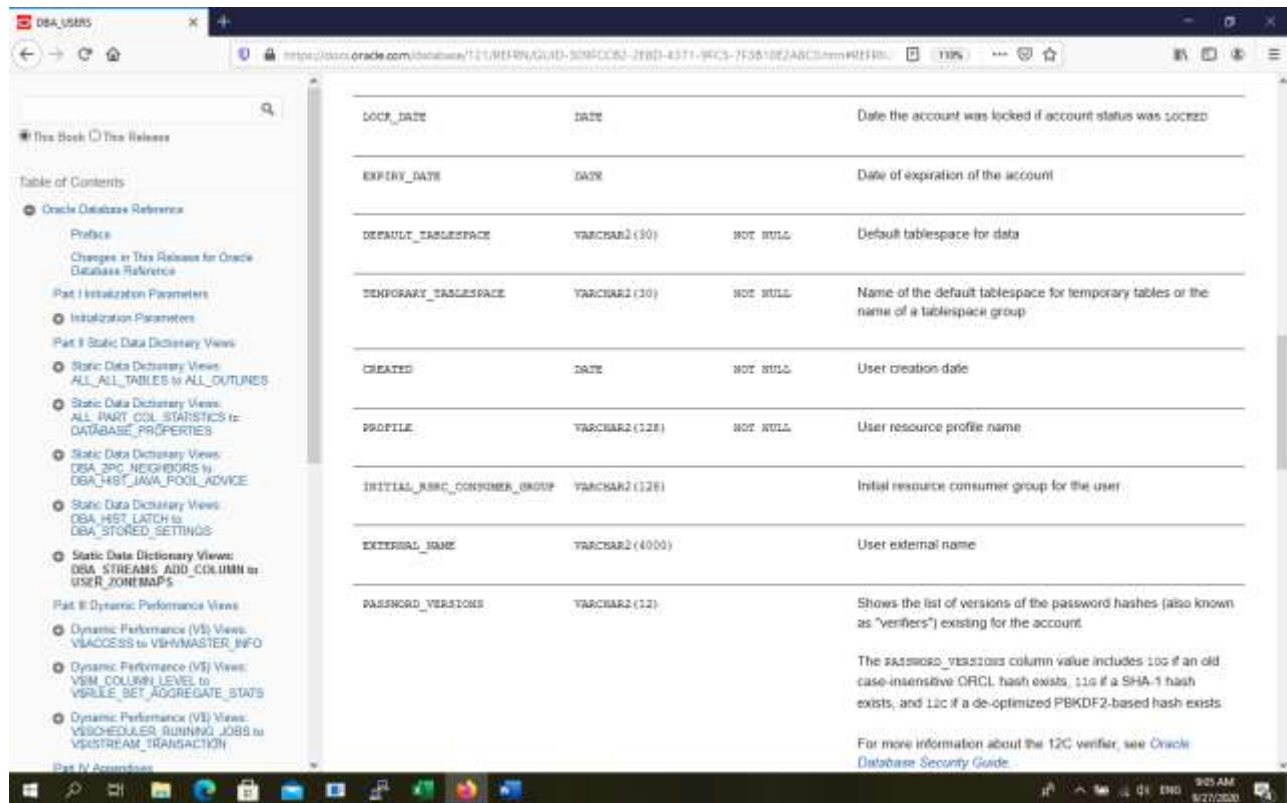 DBA_USERS
110%
This Book This Release
Table of Contents
Oracle Database Reference
Preface
Changes in This Release for Oracle
Database Reference
Part I Initialization Parameters
Initialization Parameters
Part II Static Data Dictionary Views
Static Data Dictionary Views:
ALL_ALL_TABLES to ALL_OUTLINES
Static Data Dictionary Views:
ALL_PART_COL_STATISTICS to
DATABASE_PROPERTIES
Static Data Dictionary Views:
DBA_2PC_NEIGHBORS to
DBA_HIST_JAVA_POOL_ADVICE
Static Data Dictionary Views:
DBA_HIST_LATCH to
DBA_STORED_SETTINGS
Static Data Dictionary Views:
DBA_STREAMS_ADD_COLUMN to
USER_ZONEMAPS
Part III Dynamic Performance Views
Dynamic Performance (V$) Views:
V$ACCESS to V$HVMASTER_INFO
Dynamic Performance (V$) Views:
V$IM_COLUMN_LEVEL to
V$RULE_SET_AGGREGATE_STATS
Dynamic Performance (V$) Views:
V$SCHEDULER_RUNNING_JOBS to
V$XSTREAM_TRANSACTION
Part IV Appendixes
LOCK_DATE DATE Date the account was locked if account status was LOCKED
EXPIRY_DATE DATE Date of expiration of the account
DEFAULT_TABLESPACE VARCHAR2(30) NOT NULL Default tablespace for data
TEMPORARY_TABLESPACE VARCHAR2(30) NOT NULL Name of the default tablespace for temporary tables or the
name of a tablespace group
CREATED DATE NOT NULL User creation date
PROFILE VARCHAR2(128) NOT NULL User resource profile name
INITIAL_RSRC_CONSUMER_GROUP VARCHAR2(128) Initial resource consumer group for the user
EXTERNAL_NAME VARCHAR2(4000) User external name
PASSWORD_VERSIONS VARCHAR2(12) Shows the list of versions of the password hashes (also known
as "verifiers") existing for the account
The PASSWORD_VERSIONS column value includes 10G if an old
case-insensitive ORCL hash exists, 11G if a SHA-1 hash
exists, and 12C if a de-optimized PBKDF2-based hash exists
For more information about the 12C verifier, see Oracle
Database Security Guide.
ENG
9:05 AM
9/27/2020